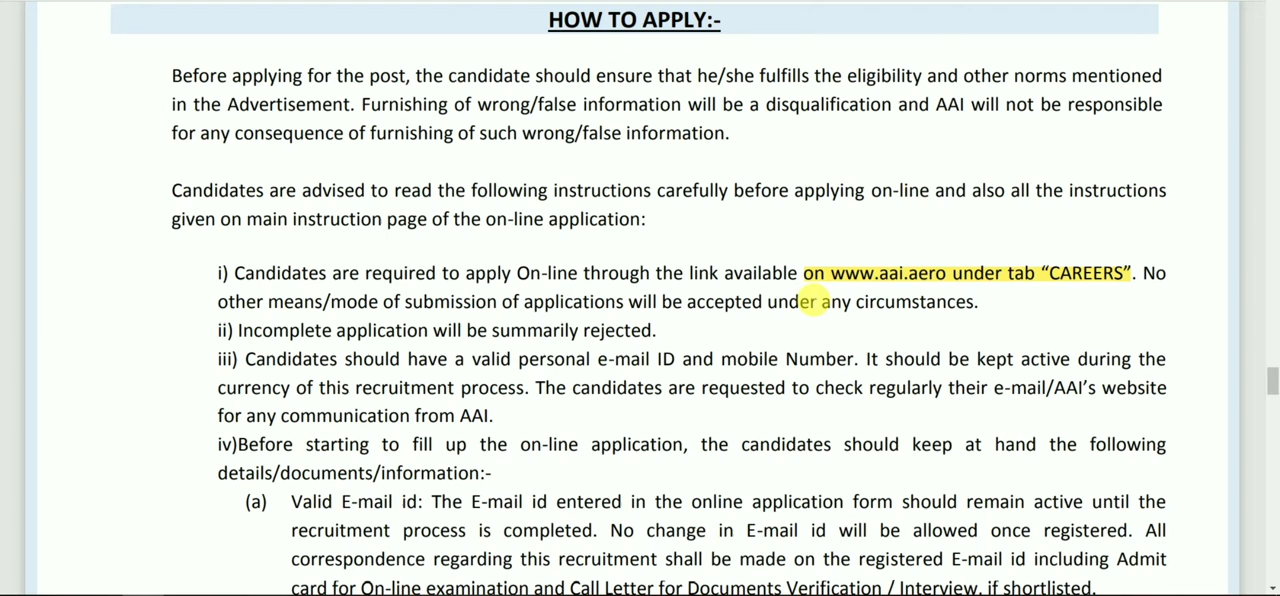 HOW TO APPLY:-
Before applying for the post, the candidate should ensure that he/she fulfills the eligibility and other norms mentioned
in the Advertisement. Furnishing of wrong/false information will be a disqualification and AAI will not be responsible
for any consequence of furnishing of such wrong/false information.
Candidates are advised to read the following instructions carefully before applying on-line and also all the instructions
given on main instruction page of the on-line application:
i) Candidates are required to apply On-line through the link available on www.aai.aero under tab “CAREERS”. No
other means/mode of submission of applications will be accepted under any circumstances.
ii) Incomplete application will be summarily rejected.
iii) Candidates should have a valid personal e-mail ID and mobile Number. It should be kept active during the
currency of this recruitment process. The candidates are requested to check regularly their e-mail/AAI’s website
for any communication from AAI.
iv)Before starting to fill up the on-line application, the candidates should keep at hand the following
details/documents/information:-
(a) Valid E-mail id: The E-mail id entered in the online application form should remain active until the
recruitment process is completed. No change in E-mail id will be allowed once registered. All
correspondence regarding this recruitment shall be made on the registered E-mail id including Admit
card for On-line examination and Call Letter for Documents Verification / Interview, if shortlisted.